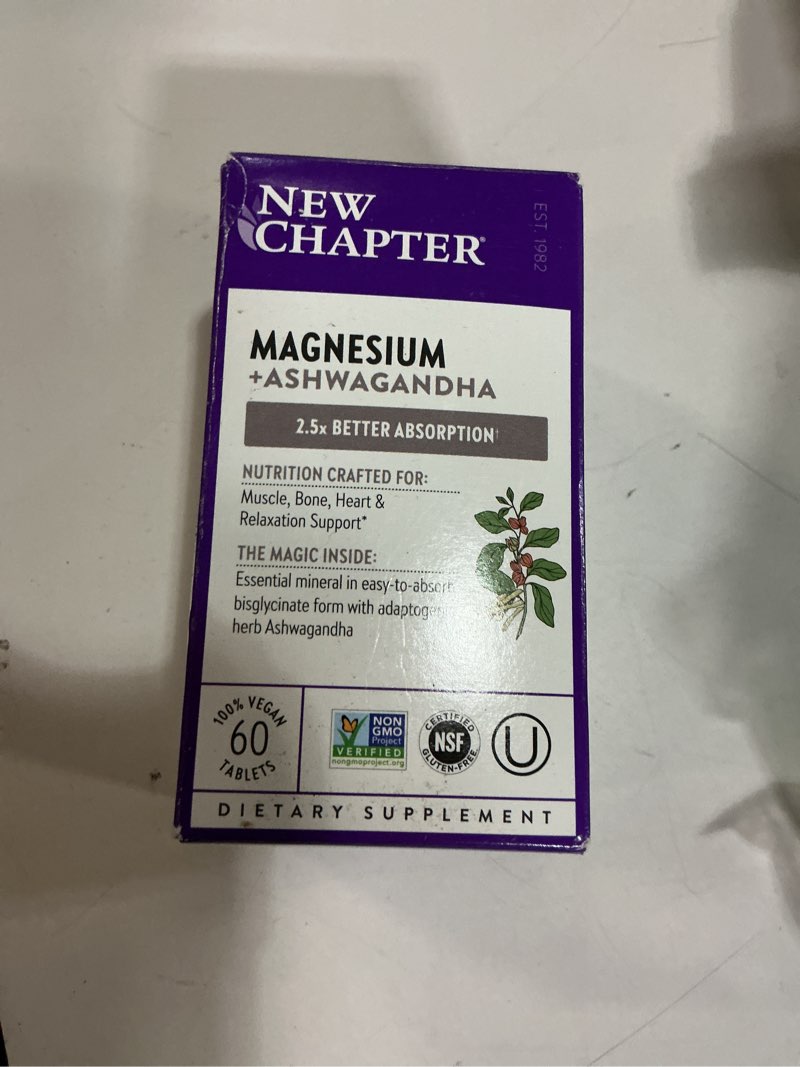 NEW
CHAPTER®
EST. 1982
MAGNESIUM
+ASHWAGANDHA
2.5x BETTER ABSORPTION†
NUTRITION CRAFTED FOR:
Muscle, Bone, Heart &
Relaxation Support*
THE MAGIC INSIDE:
Essential mineral in easy-to-absorb
bisglycinate form with adaptogenic
herb Ashwagandha
100% VEGAN
60
TABLETS
NON
GMO
Project
VERIFIED
nongmoproject.org
CERTIFIED
NSF
GLUTEN-FREE
U
DIETARY SUPPLEMENT